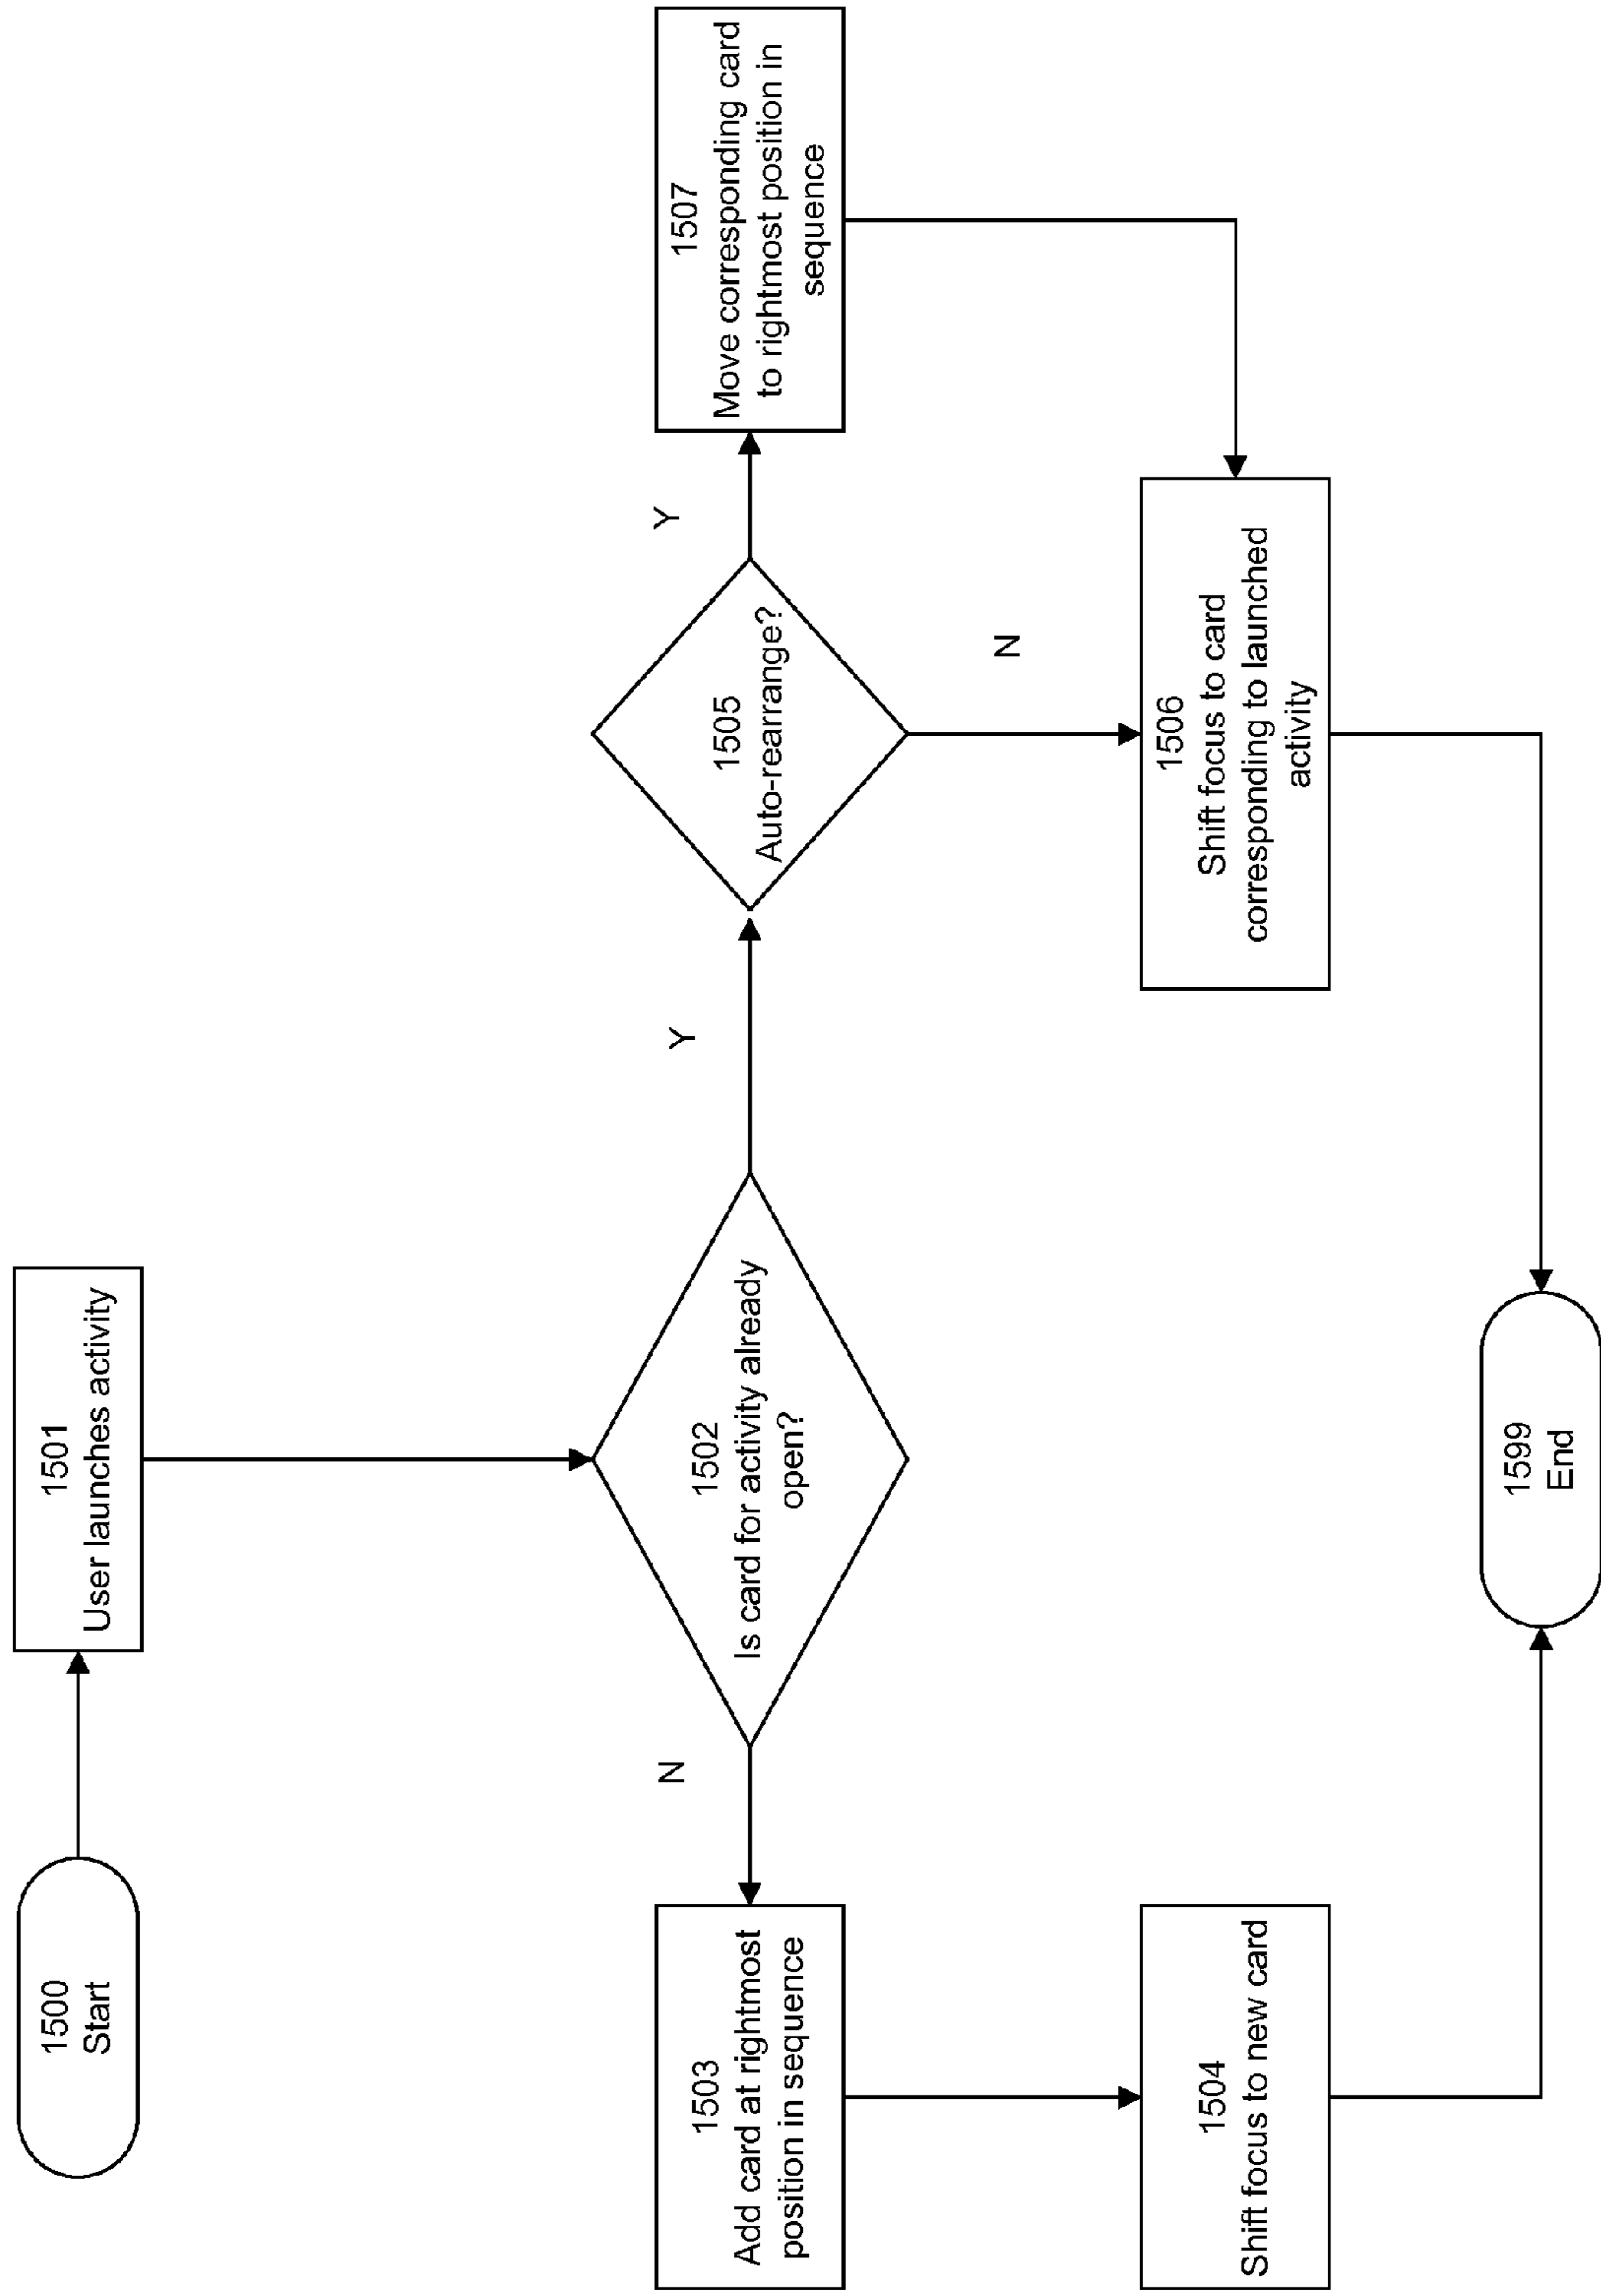 1500
Start
1501
User launches activity
1502
Is card for activity already
open?
N
Y
1503
Add card at rightmost
position in sequence
1505
Auto-rearrange?
Y
1507
Move corresponding card
to rightmost position in
sequence
N
1504
Shift focus to new card
1506
Shift focus to card
corresponding to launched
activity
1599
End